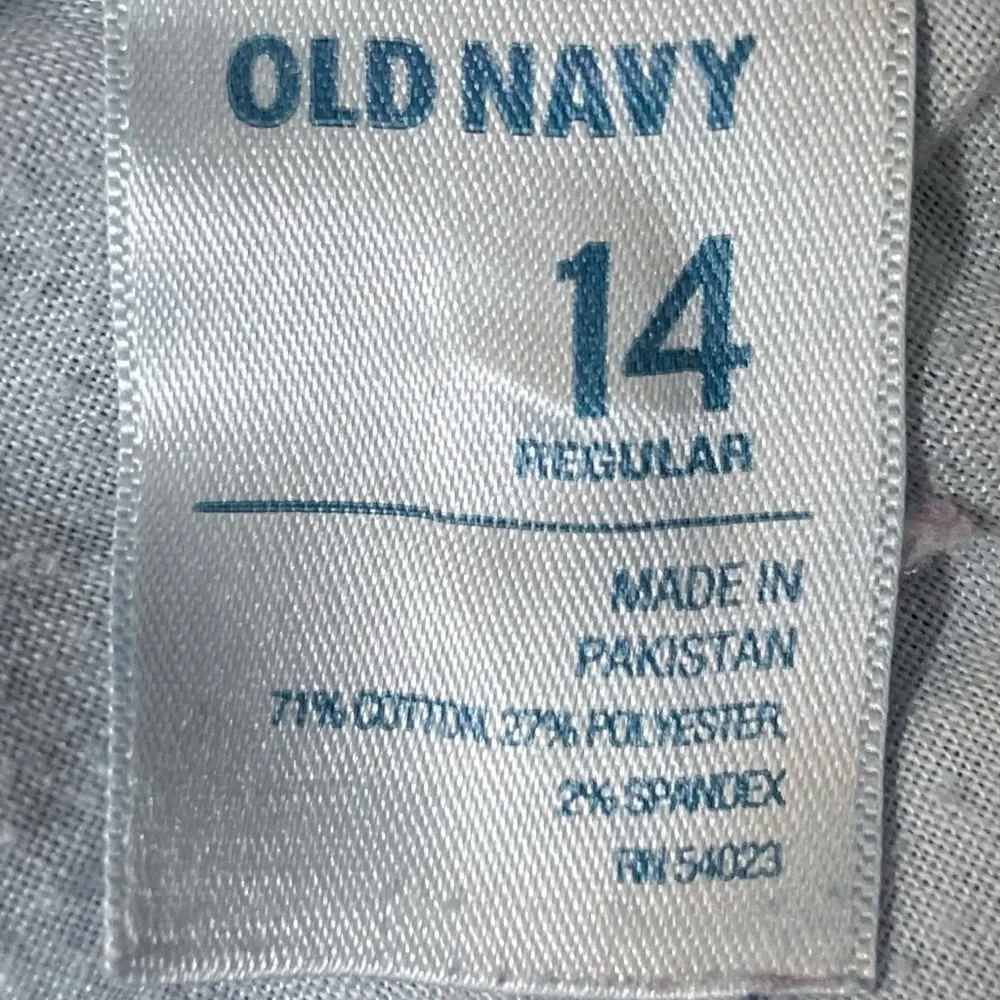 OLD NAVY
14
REGULAR
MADE IN
PAKISTAN
71% COTTON, 27% POLYESTER,
2% SPANDEX
RN 54023